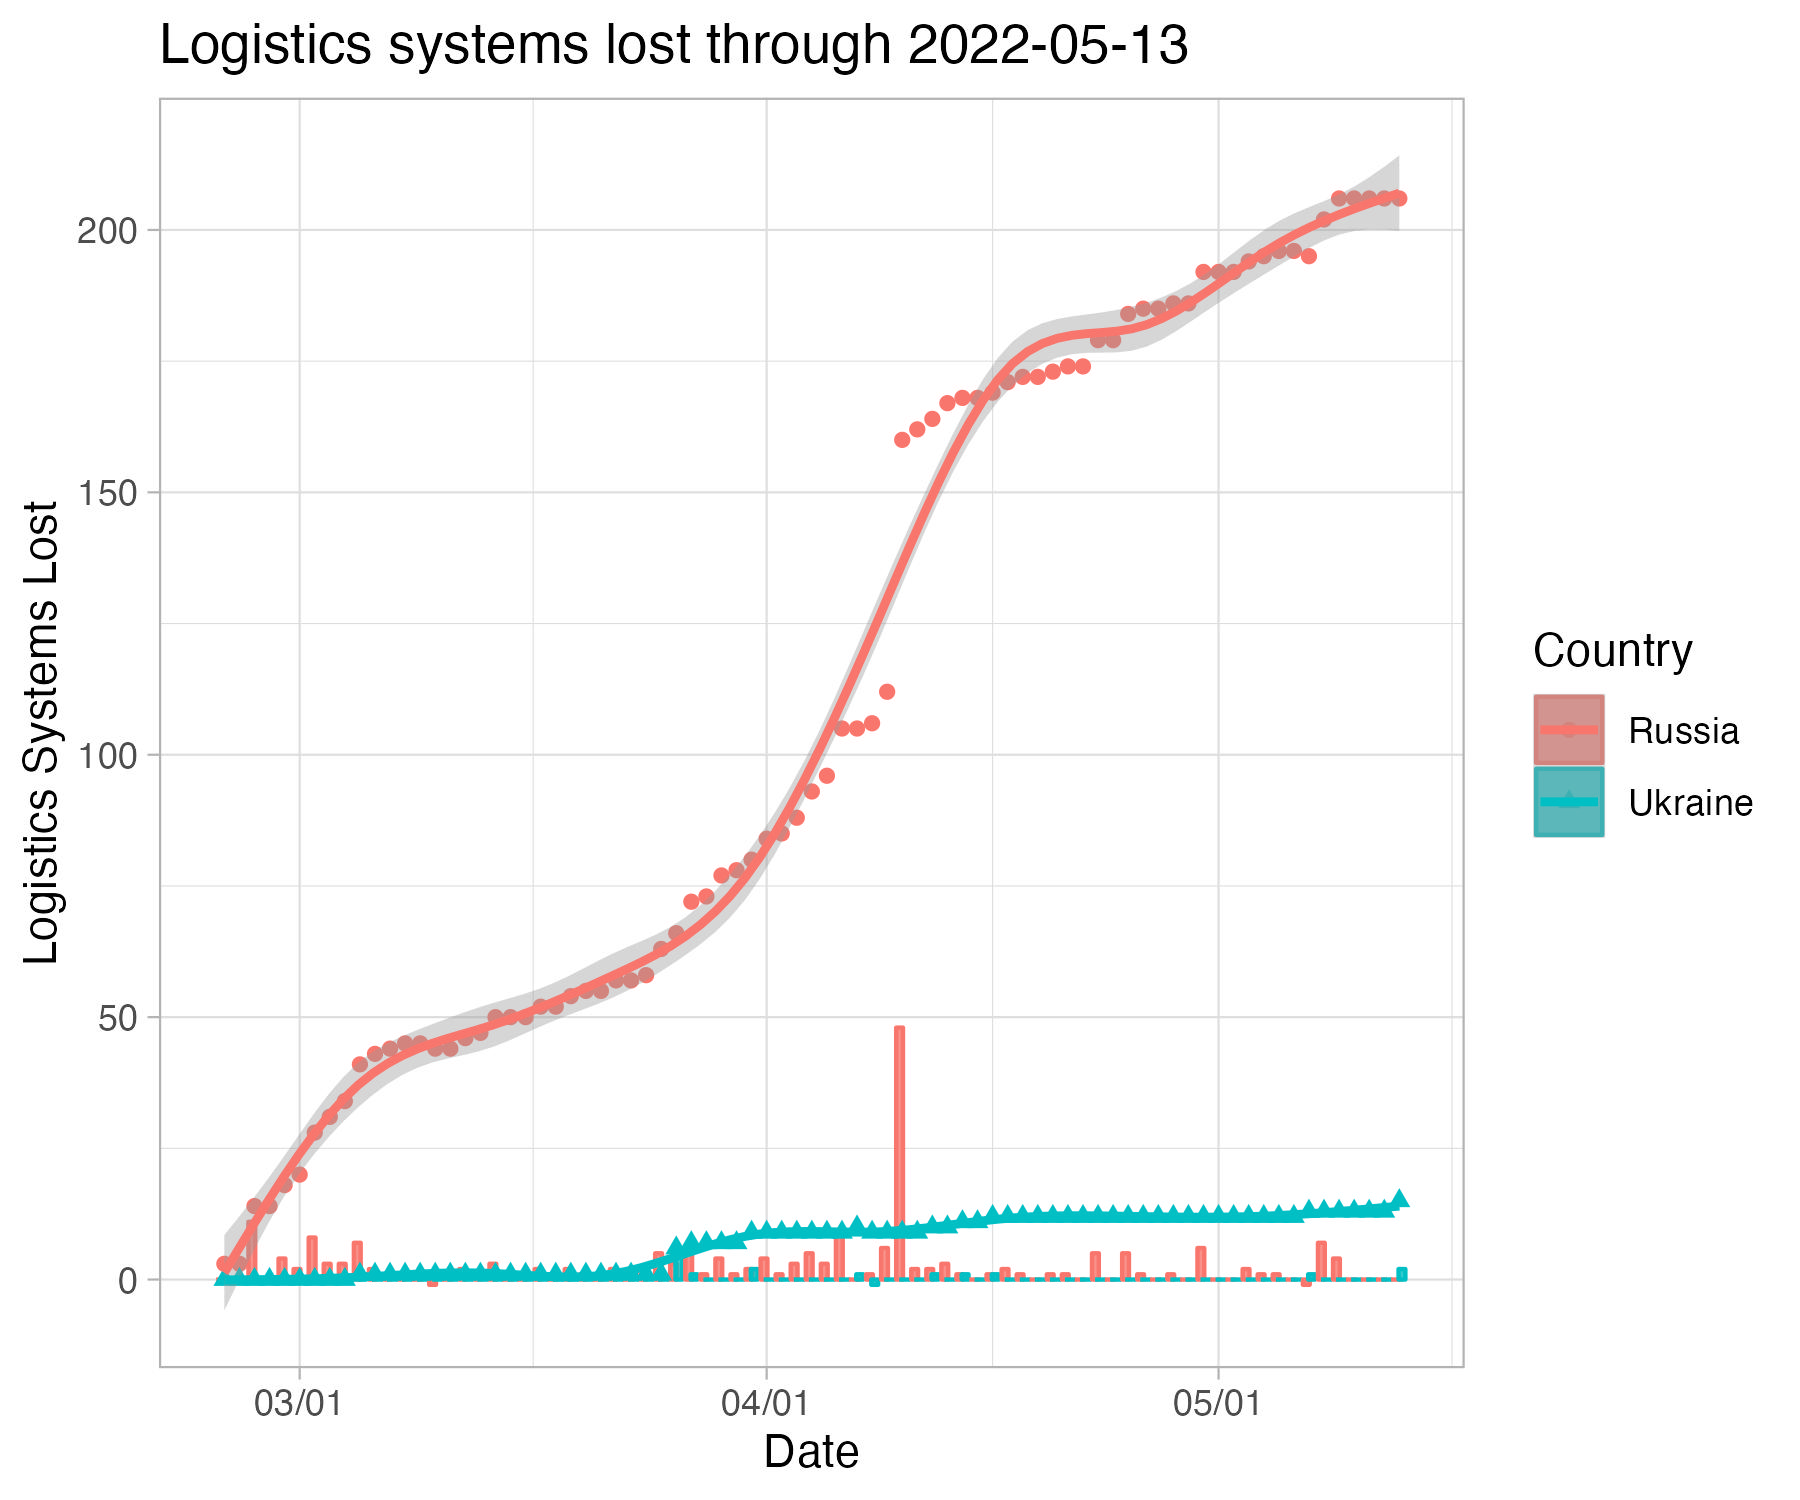 Logistics systems lost through 2022-05-13
Logistics Systems Lost
200
150
100
50
0
03/01
04/01
05/01
Date
Country
Russia
Ukraine